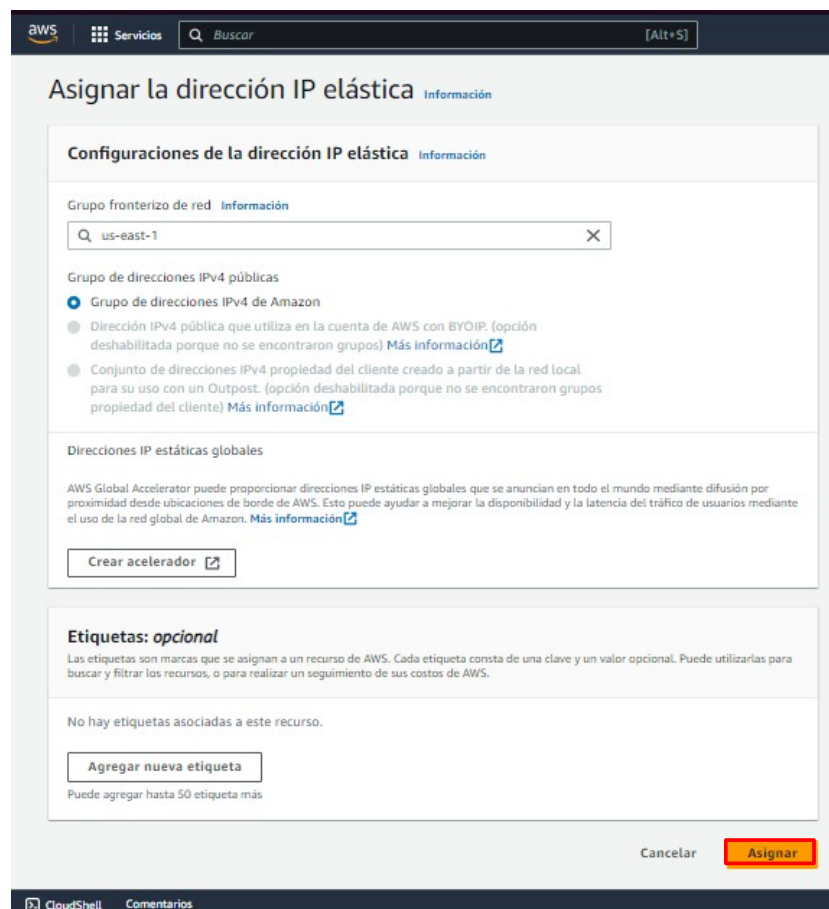 aws
Servicios
Buscar
[Alt+S]
Asignar la dirección IP elástica Información
Configuraciones de la dirección IP elástica Información
Grupo fronterizo de red Información
us-east-1
Grupo de direcciones IPv4 públicas
Grupo de direcciones IPv4 de Amazon
Dirección IPv4 pública que utiliza en la cuenta de AWS con BYOIP. (opción
deshabilitada porque no se encontraron grupos) Más información
Conjunto de direcciones IPv4 propiedad del cliente creado a partir de la red local
para su uso con un Outpost. (opción deshabilitada porque no se encontraron grupos
propiedad del cliente) Más información
Direcciones IP estáticas globales
AWS Global Accelerator puede proporcionar direcciones IP estáticas globales que se anuncian en todo el mundo mediante difusión por
proximidad desde ubicaciones de borde de AWS. Esto puede ayudar a mejorar la disponibilidad y la latencia del tráfico de usuarios mediante
el uso de la red global de Amazon. Más información
Crear acelerador
Etiquetas: opcional
Las etiquetas son marcas que se asignan a un recurso de AWS. Cada etiqueta consta de una clave y un valor opcional. Puede utilizarlas para
buscar y filtrar los recursos, o para realizar un seguimiento de sus costos de AWS.
No hay etiquetas asociadas a este recurso.
Agregar nueva etiqueta
Puede agregar hasta 50 etiqueta más
Cancelar
Asignar
CloudShell
Comentarios